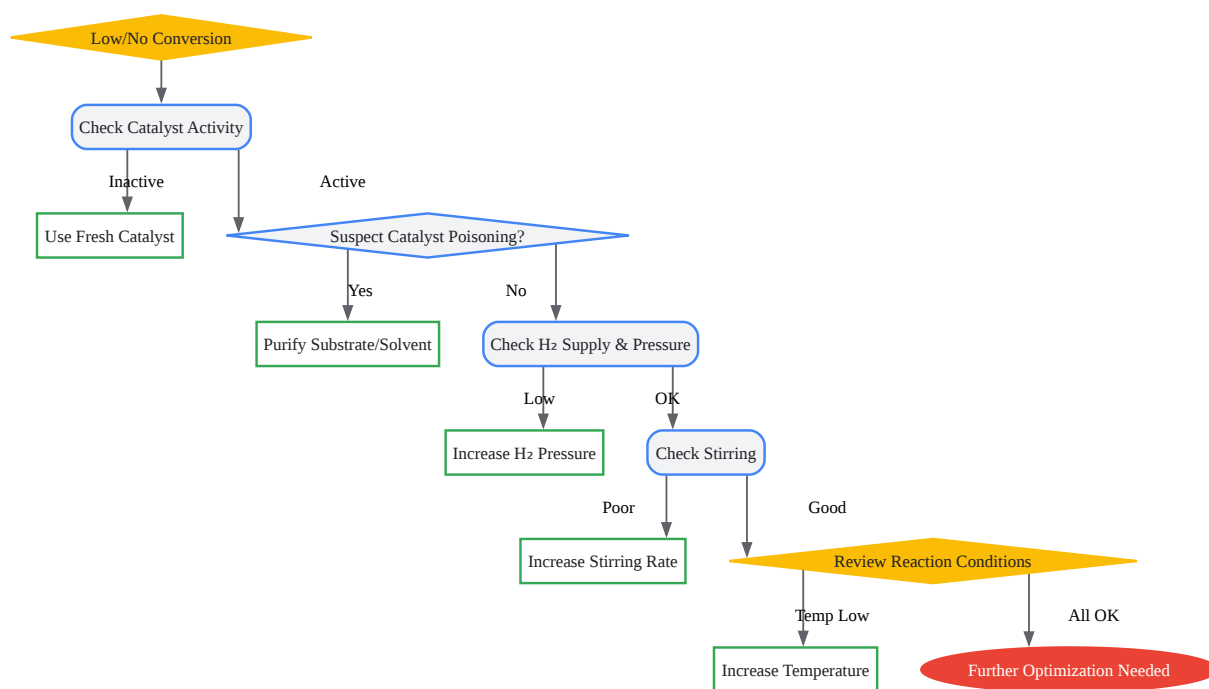 Low/No Conversion
Check Catalyst Activity
Inactive
Active
Use Fresh Catalyst
Suspect Catalyst Poisoning?
Yes
No
Purify Substrate/Solvent
Check H₂ Supply & Pressure
Low
OK
Increase H₂ Pressure
Check Stirring
Poor
Good
Increase Stirring Rate
Review Reaction Conditions
Temp Low
All OK
Increase Temperature
Further Optimization Needed